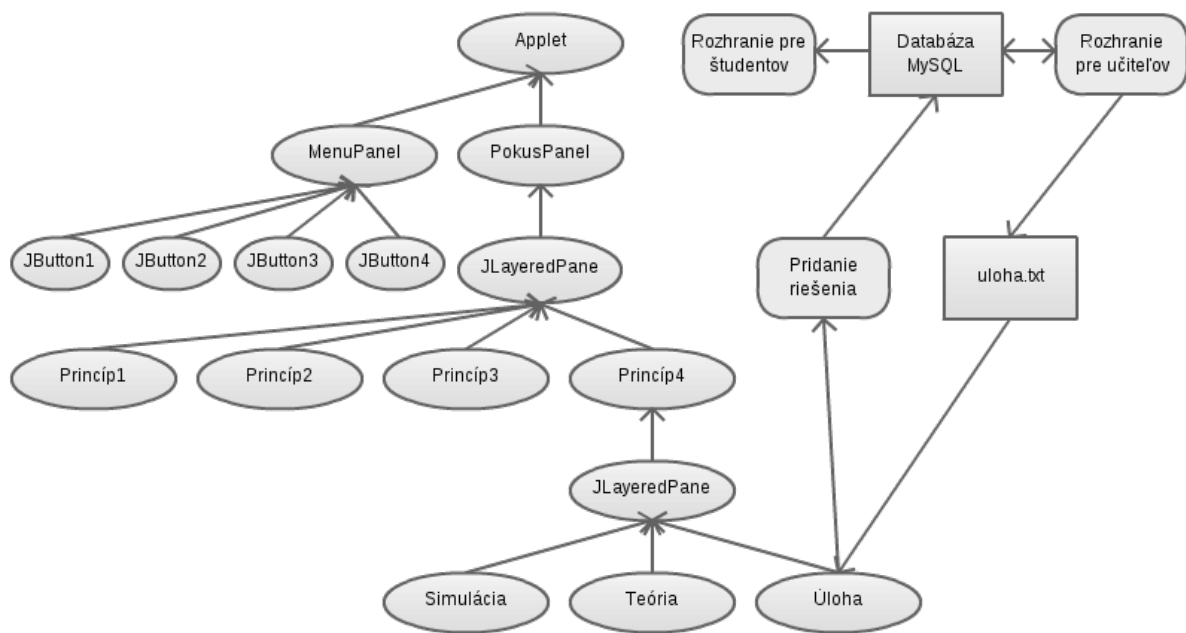 Applet
Rozhranie pre
študentov
Databáza
MySQL
Rozhranie
pre učiteľov
MenuPanel
PokusPanel
JButton1
JButton2
JButton3
JButton4
JLayeredPane
Pridanie
riešenia
uloha.txt
Princíp1
Princíp2
Princíp3
Princíp4
JLayeredPane
Simulácia
Teória
Úloha